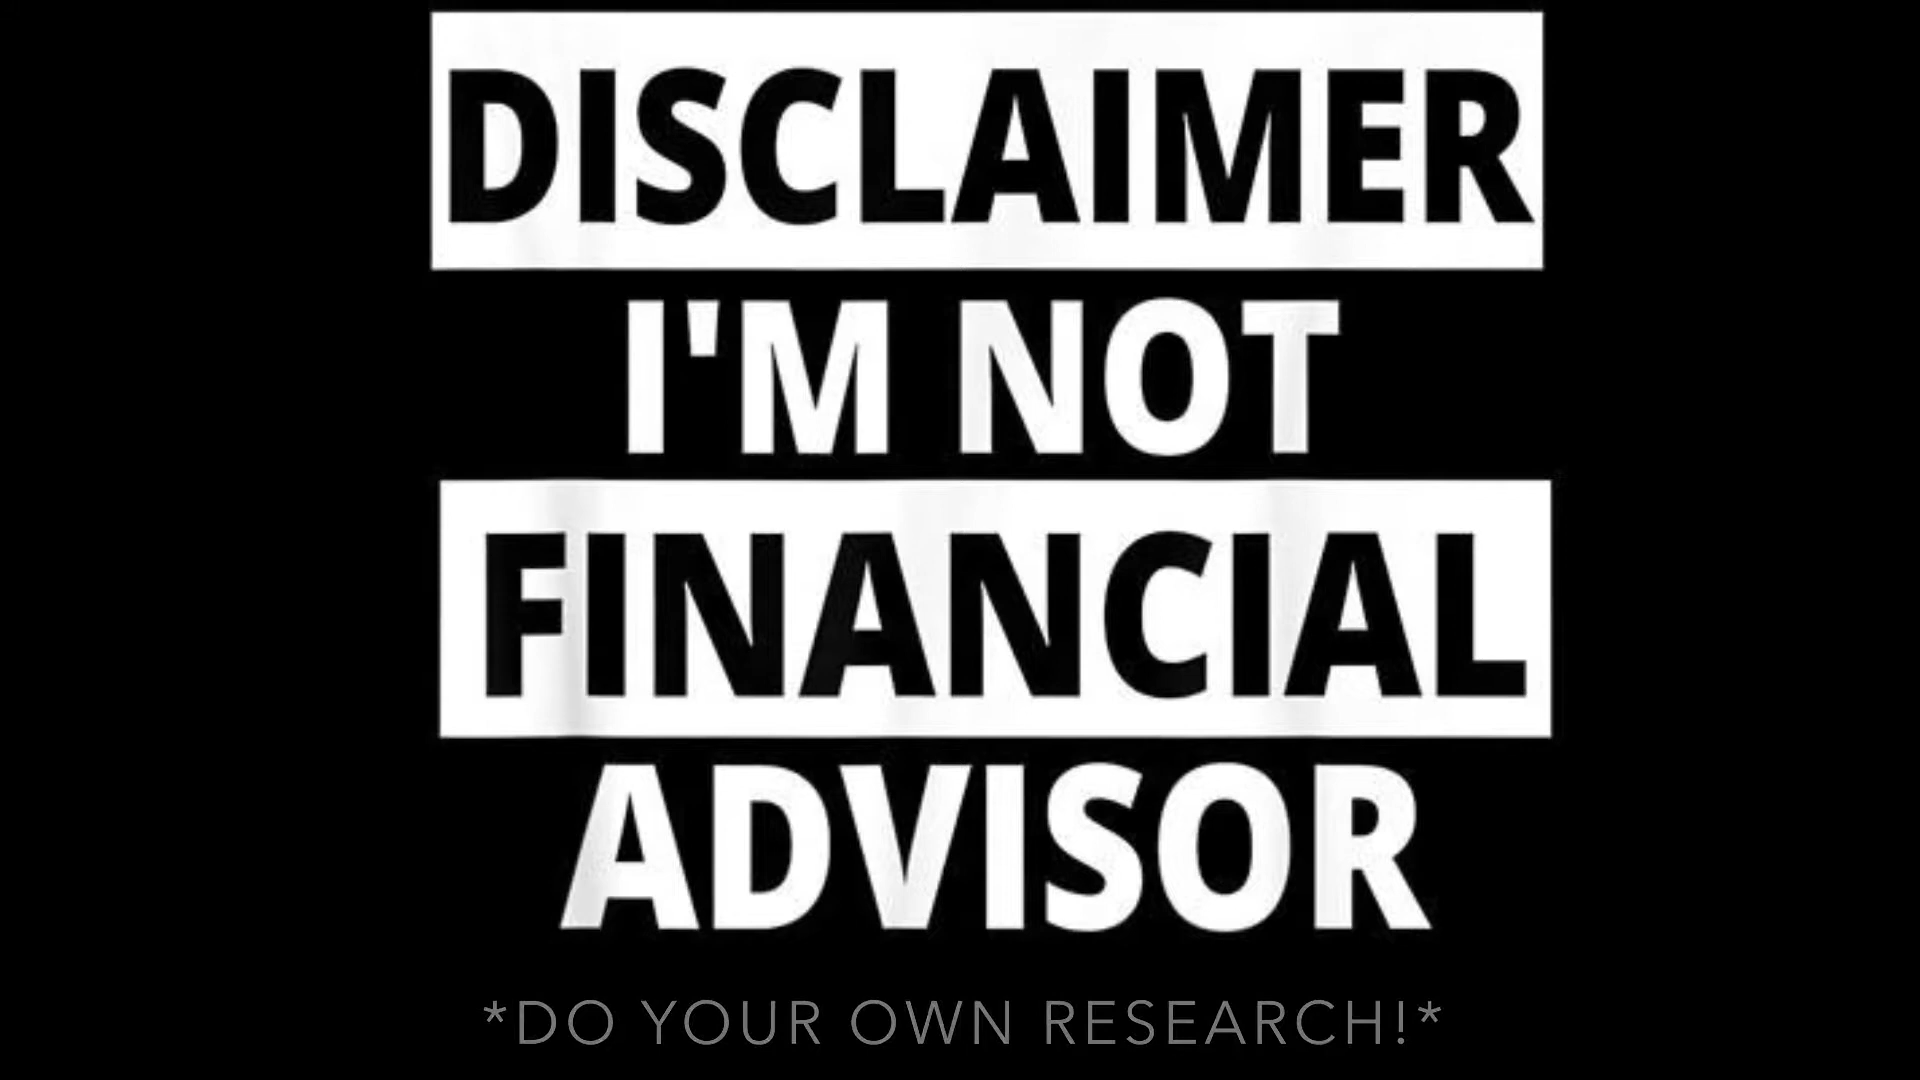 DISCLAIMER
I'M NOT
FINANCIAL
ADVISOR
*DO YOUR OWN RESEARCH!*